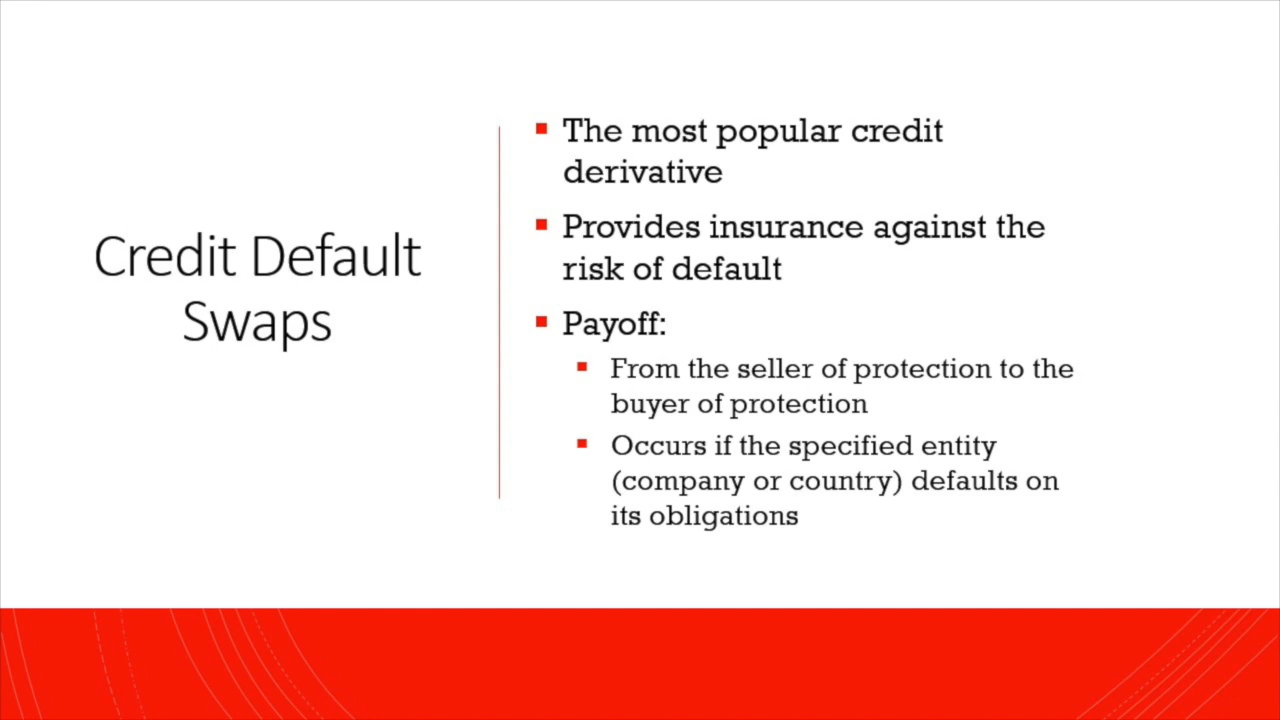 Credit Default
Swaps
The most popular credit
derivative
Provides insurance against the
risk of default
Payoff:
From the seller of protection to the
buyer of protection
Occurs if the specified entity
(company or country) defaults on
its obligations